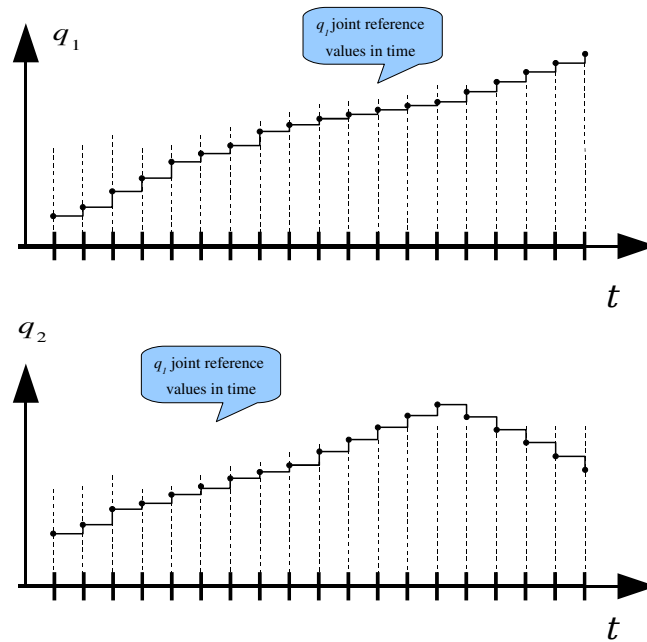 q1
q1 joint reference
values in time
t
q2
q1 joint reference
values in time
t